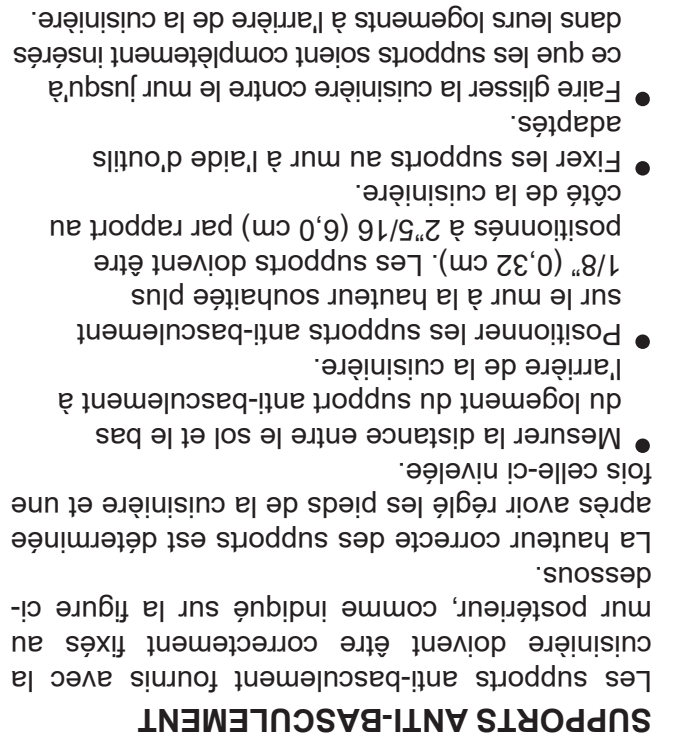 SUPPORTS ANTI-BASCULEMENT
Les supports anti-basculement fournis avec la
cuisinière doivent être correctement fixés au
mur postérieur, comme indiqué sur la figure ci-
dessous.
La hauteur correcte des supports est déterminée
après avoir réglé les pieds de la cuisinière et une
fois celle-ci nivelée.
● Mesurer la distance entre le sol et le bas
du logement du support anti-basculement à
l'arrière de la cuisinière.
● Positionner les supports anti-basculement
sur le mur à la hauteur souhaitée plus
1/8" (0,32 cm). Les supports doivent être
positionnés à 2"5/16 (6,0 cm) par rapport au
côté de la cuisinière.
● Fixer les supports au mur à l'aide d'outils
adaptés.
● Faire glisser la cuisinière contre le mur jusqu'à
ce que les supports soient complètement insérés
dans leurs logements à l'arrière de la cuisinière.